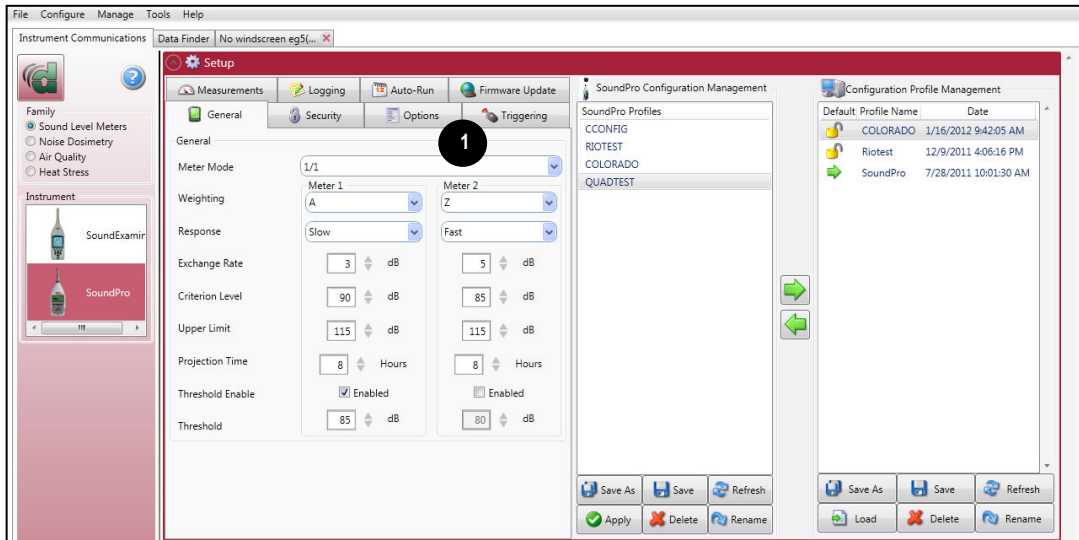 File Configure Manage Tools Help
Instrument Communications Data Finder No windscreen eg5(...
Setup
Family
Sound Level Meters
Noise Dosimetry
Air Quality
Heat Stress
Instrument
SoundExamir
SoundPro
Measurements Logging Auto-Run Firmware Update
General Security Options Triggering
1
General
Meter Mode 1/1
Meter 1 Meter 2
Weighting A Z
Response Slow Fast
Exchange Rate 3 dB 5 dB
Criterion Level 90 dB 85 dB
Upper Limit 115 dB 115 dB
Projection Time 8 Hours 8 Hours
Threshold Enable Enabled Enabled
Threshold 85 dB 80 dB
SoundPro Configuration Management
SoundPro Profiles
CCONFIG
RIOTEST
COLORADO
QUADTEST
Save As Save Refresh
Apply Delete Rename
Configuration Profile Management
Default Profile Name Date
COLORADO 1/16/2012 9:42:05 AM
Riotest 12/9/2011 4:06:16 PM
SoundPro 7/28/2011 10:01:30 AM
Save As Save Refresh
Load Delete Rename